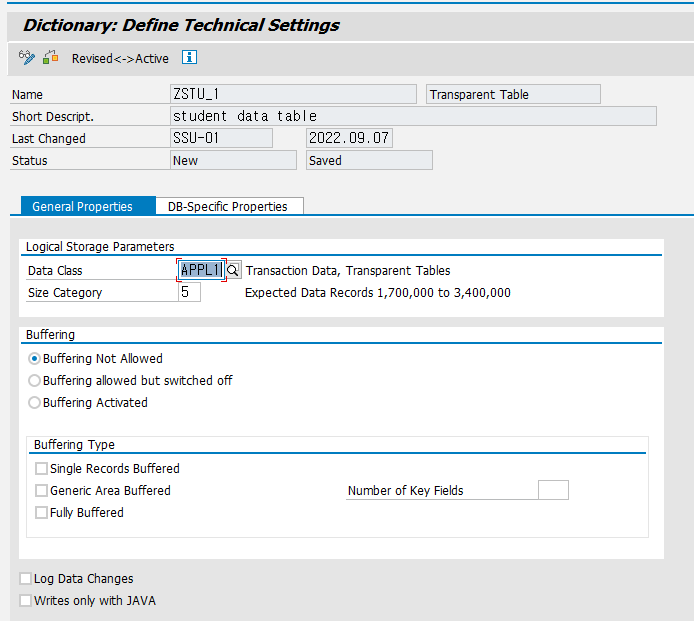 Dictionary: Define Technical Settings
Revised<->Active
Name ZSTU_1 Transparent Table
Short Descript. student data table
Last Changed SSU-01 2022.09.07
Status New Saved
General Properties DB-Specific Properties
Logical Storage Parameters
Data Class APPL1 Transaction Data, Transparent Tables
Size Category 5 Expected Data Records 1,700,000 to 3,400,000
Buffering
Buffering Not Allowed
Buffering allowed but switched off
Buffering Activated
Buffering Type
Single Records Buffered
Generic Area Buffered Number of Key Fields
Fully Buffered
Log Data Changes
Writes only with JAVA